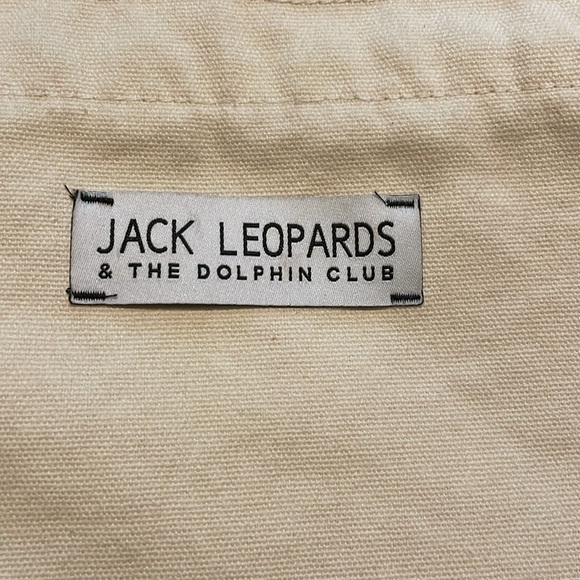 JACK LEOPARDS
& THE DOLPHIN CLUB